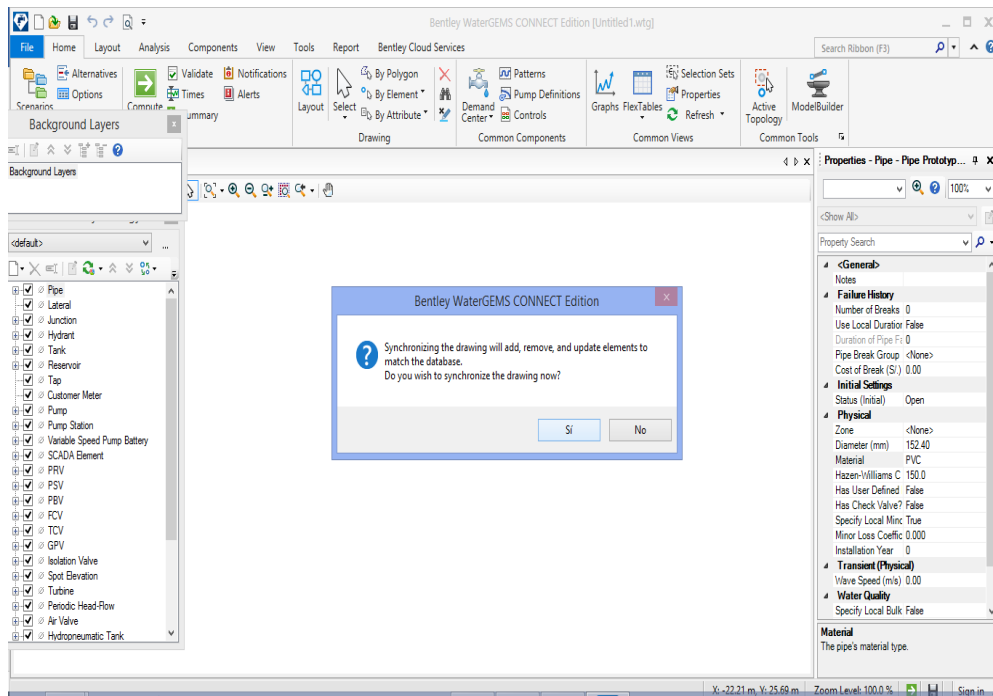 Bentley WaterGEMS CONNECT Edition [Untitled1.wtg]
File Home Layout Analysis Components View Tools Report Bentley Cloud Services
Search Ribbon (F3)
Alternatives
Options
Scenarios
Compute
Validate
Times
Notifications
Alerts
Layout
Select
By Polygon
By Element
By Attribute
Drawing
Demand Center
Patterns
Pump Definitions
Controls
Common Components
Graphs
FlexTables
Selection Sets
Properties
Refresh
Common Views
Active Topology
ModelBuilder
Common Tools
Background Layers
Background Layers
<default>
Pipe
Lateral
Junction
Hydrant
Tank
Reservoir
Tap
Customer Meter
Pump
Pump Station
Variable Speed Pump Battery
SCADA Element
PRV
PSV
PBV
FCV
TCV
GPV
Isolation Valve
Spot Elevation
Turbine
Periodic Head-Flow
Air Valve
Hydropneumatic Tank
Bentley WaterGEMS CONNECT Edition
Synchronizing the drawing will add, remove, and update elements to
match the database.
Do you wish to synchronize the drawing now?
Sí
No
Properties - Pipe - Pipe Prototyp...
100%
<Show All>
Property Search
<General>
Notes
Failure History
Number of Breaks 0
Use Local Duration False
Duration of Pipe Fa 0
Pipe Break Group <None>
Cost of Break (S/.) 0.00
Initial Settings
Status (Initial) Open
Physical
Zone <None>
Diameter (mm) 152.40
Material PVC
Hazen-Williams C 150.0
Has User Defined False
Has Check Valve? False
Specify Local Minc True
Minor Loss Coeffic 0.000
Installation Year 0
Transient (Physical)
Wave Speed (m/s) 0.00
Water Quality
Specify Local Bulk False
Material
The pipe's material type.
X: -22.21 m, Y: 25.69 m Zoom Level: 100.0 % Sign in